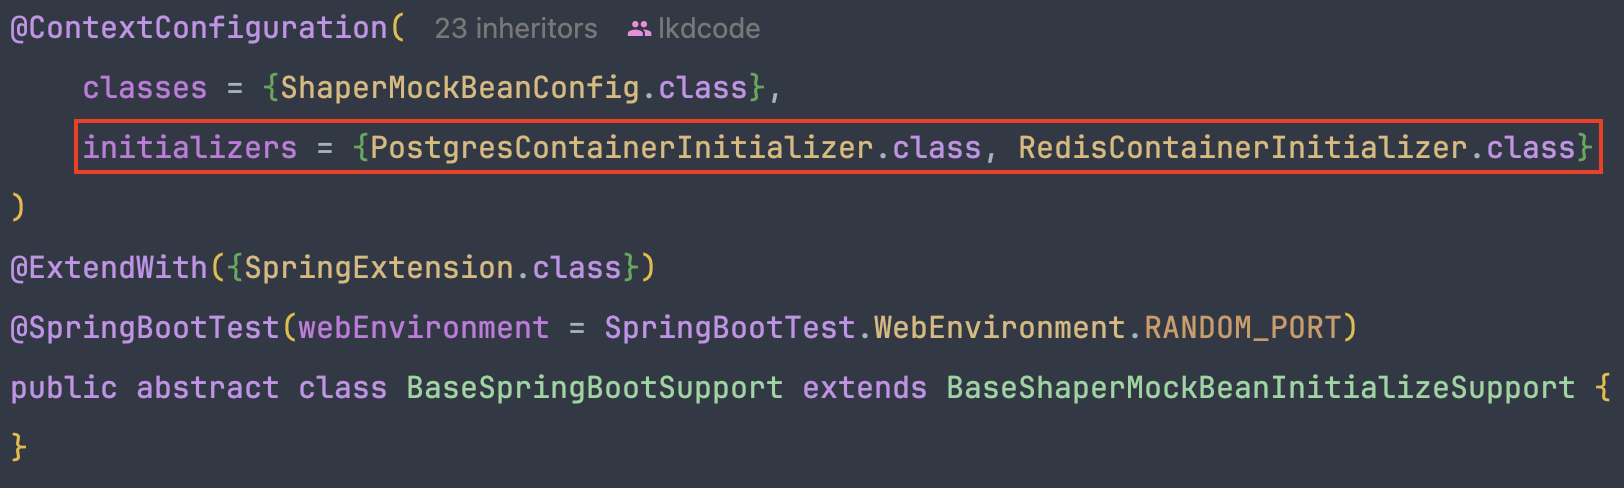 @ContextConfiguration( 23 inheritors lkdcode
classes = {ShaperMockBeanConfig.class},
initializers = {PostgresContainerInitializer.class, RedisContainerInitializer.class}
)
@ExtendWith({SpringExtension.class})
@SpringBootTest(webEnvironment = SpringBootTest.WebEnvironment.RANDOM_PORT)
public abstract class BaseSpringBootSupport extends BaseShaperMockBeanInitializeSupport {
}